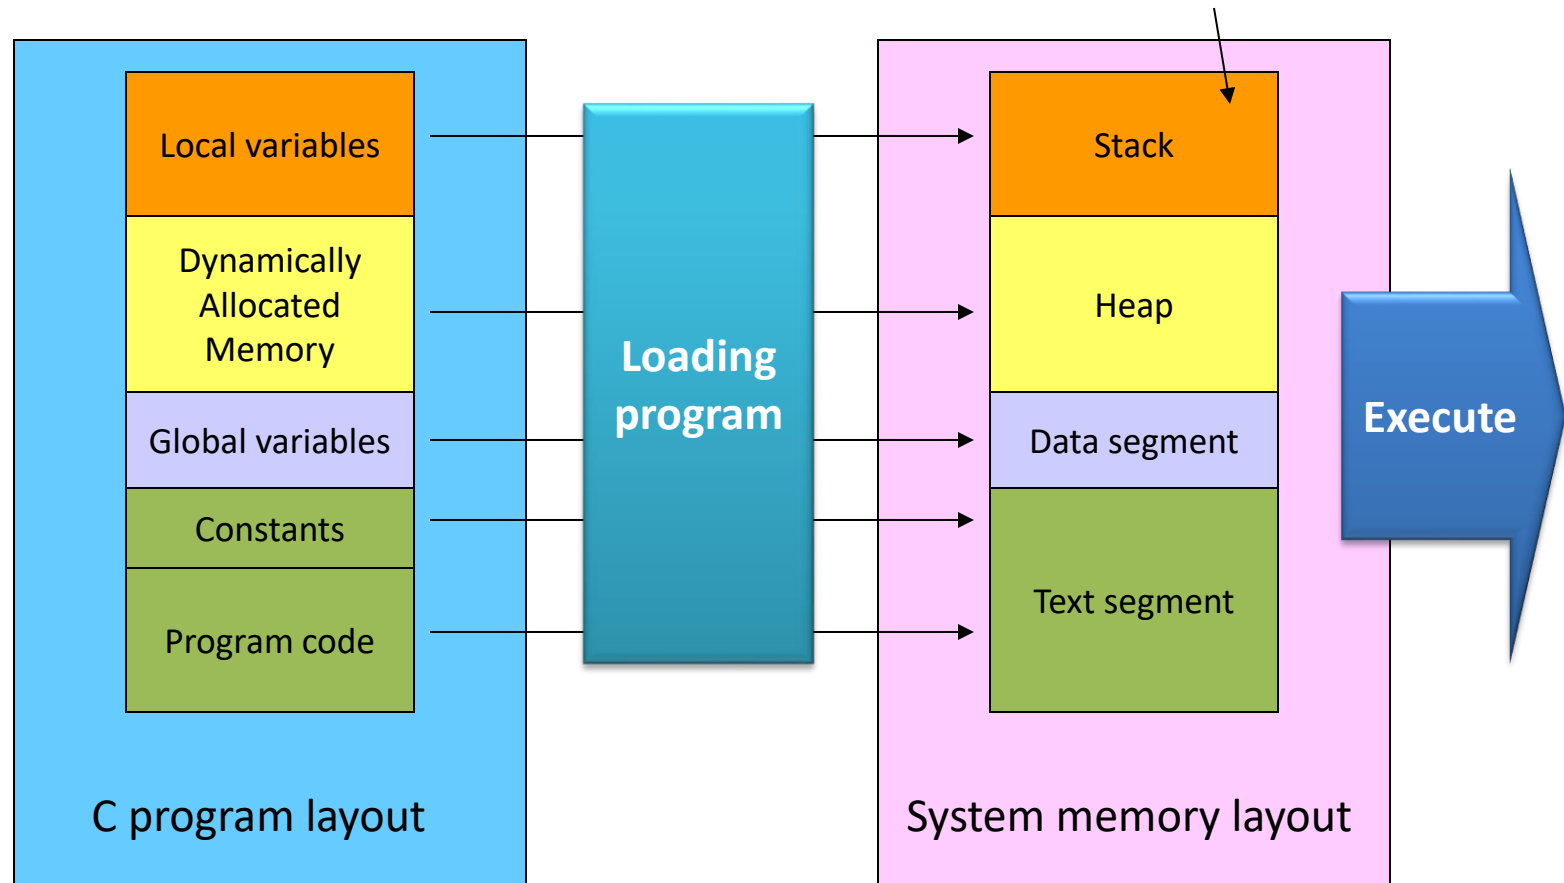 Local variables
Dynamically
Allocated
Memory
Global variables
Constants
Program code
C program layout
Loading
program
Stack
Heap
Data segment
Text segment
System memory layout
Execute